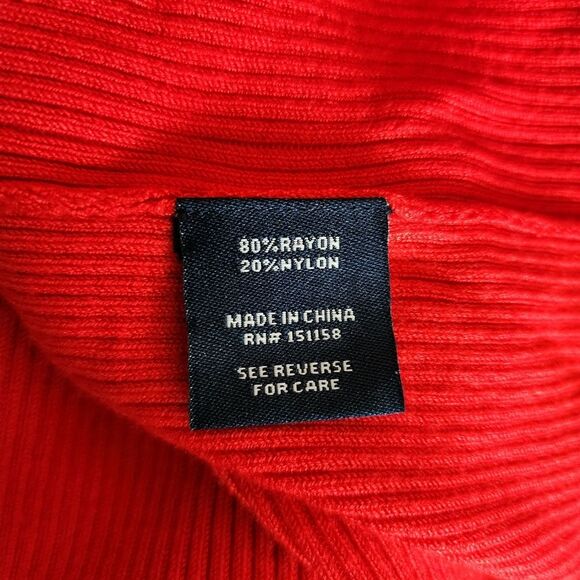 80%RAYON
20%NYLON
MADE IN CHINA
RN# 151158
SEE REVERSE
FOR CARE